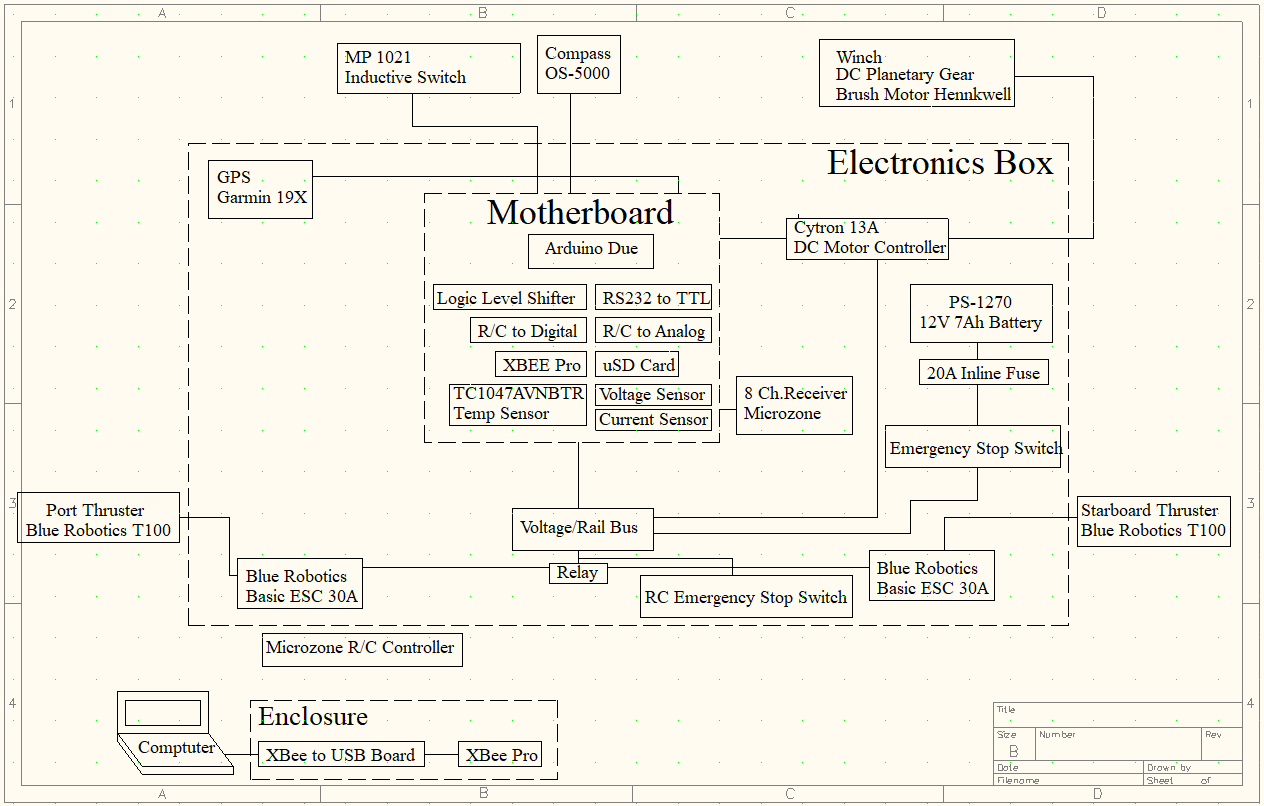 A B C D
MP 1021
Inductive Switch
Compass
OS-5000
Winch
DC Planetary Gear
Brush Motor Hennkwell
1 1
Electronics Box
GPS
Garmin 19X
Motherboard
Arduino Due
Cytron 13A
DC Motor Controller
Logic Level Shifter
RS232 to TTL
R/C to Digital
R/C to Analog
XBEE Pro
uSD Card
TC1047AVNBTR
Temp Sensor
Voltage Sensor
Current Sensor
2 2
PS-1270
12V 7Ah Battery
20A Inline Fuse
8 Ch.Receiver
Microzone
Emergency Stop Switch
3 3
Port Thruster
Blue Robotics T100
Voltage/Rail Bus
Starboard Thruster
Blue Robotics T100
Blue Robotics
Basic ESC 30A
Relay
RC Emergency Stop Switch
Blue Robotics
Basic ESC 30A
Microzone R/C Controller
4 4
Comptuter
Enclosure
XBee to USB Board
XBee Pro
Title
Size
B
Number
Rev
Date
Drawn by
Filename
Sheet of
A B C D